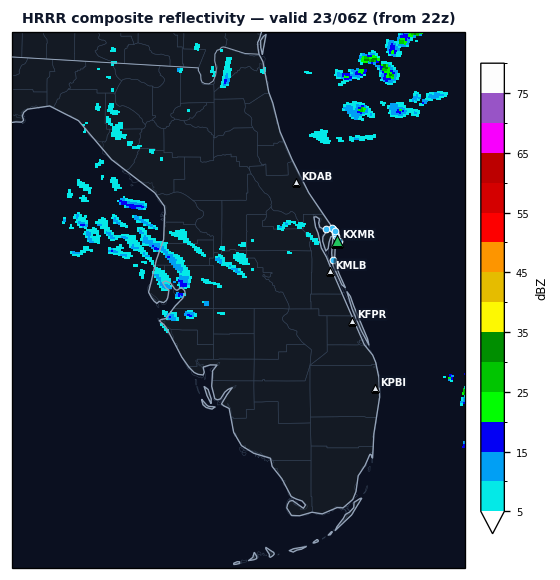 HRRR composite reflectivity — valid 23/06Z (from 22z)
KDAB
KXMR
KMLB
KFPR
KPBI
75
65
55
45
35
25
15
5
dBZ